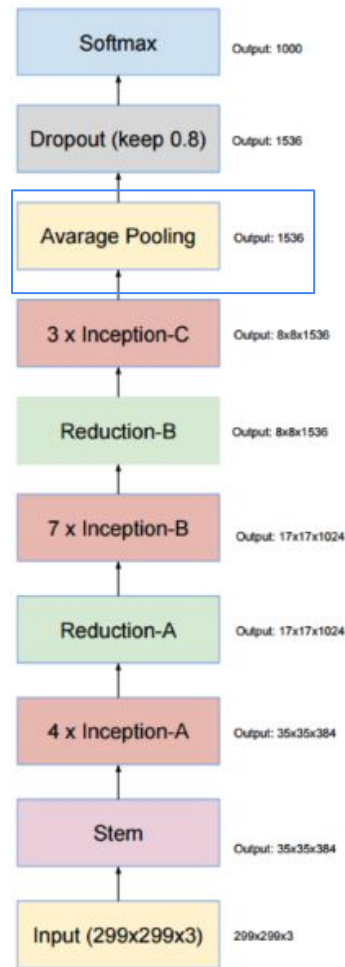 Softmax
Output: 1000
Dropout (keep 0.8)
Output: 1536
Avarage Pooling
Output: 1536
3 x Inception-C
Output: 8x8x1536
Reduction-B
Output: 8x8x1536
7 x Inception-B
Output: 17x17x1024
Reduction-A
Output: 17x17x1024
4 x Inception-A
Output: 35x35x384
Stem
Output: 35x35x384
Input (299x299x3)
299x299x3